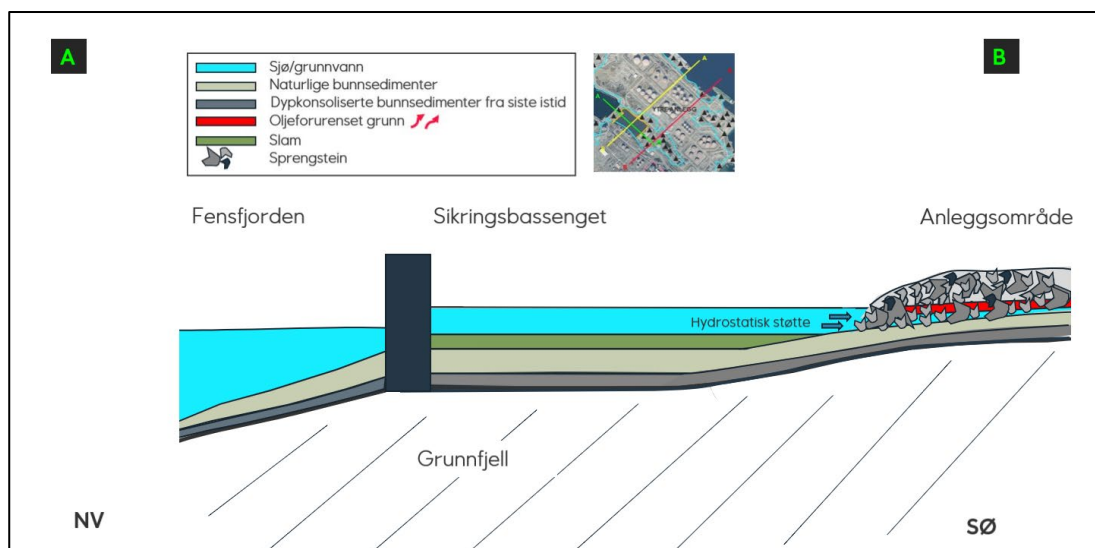 A
B
Sjø/grunnvann
Naturlige bunnsedimenter
Dypkonsoliserte bunnsedimenter fra siste istid
Oljeforurenset grunn
Slam
Sprengstein
Fensfjorden
Sikringsbassenget
Anleggsområde
Hydrostatisk støtte
Grunnfjell
NV
SØ